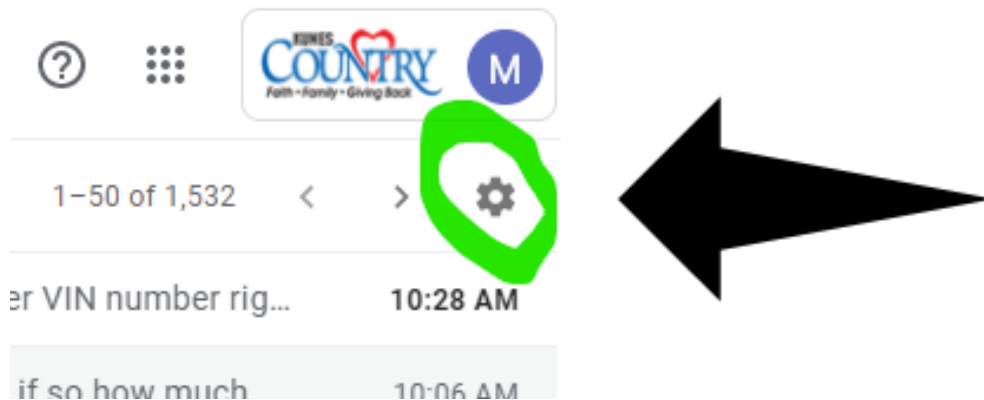 KUNES
COUNTRY
Faith - Family - Giving Back
M
1–50 of 1,532
er VIN number rig...
10:28 AM
if so how much
10:06 AM